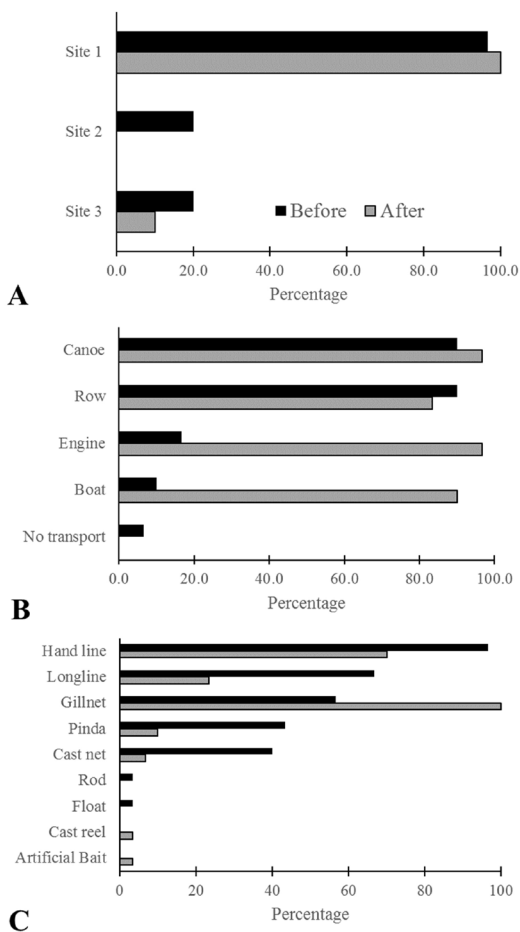 Site 1
Site 2
Site 3
Before After
0.0 20.0 40.0 60.0 80.0 100.0
Percentage
A
Canoe
Row
Engine
Boat
No transport
0.0 20.0 40.0 60.0 80.0 100.0
Percentage
B
Hand line
Longline
Gillnet
Pinda
Cast net
Rod
Float
Cast reel
Artificial Bait
0 20 40 60 80 100
Percentage
C